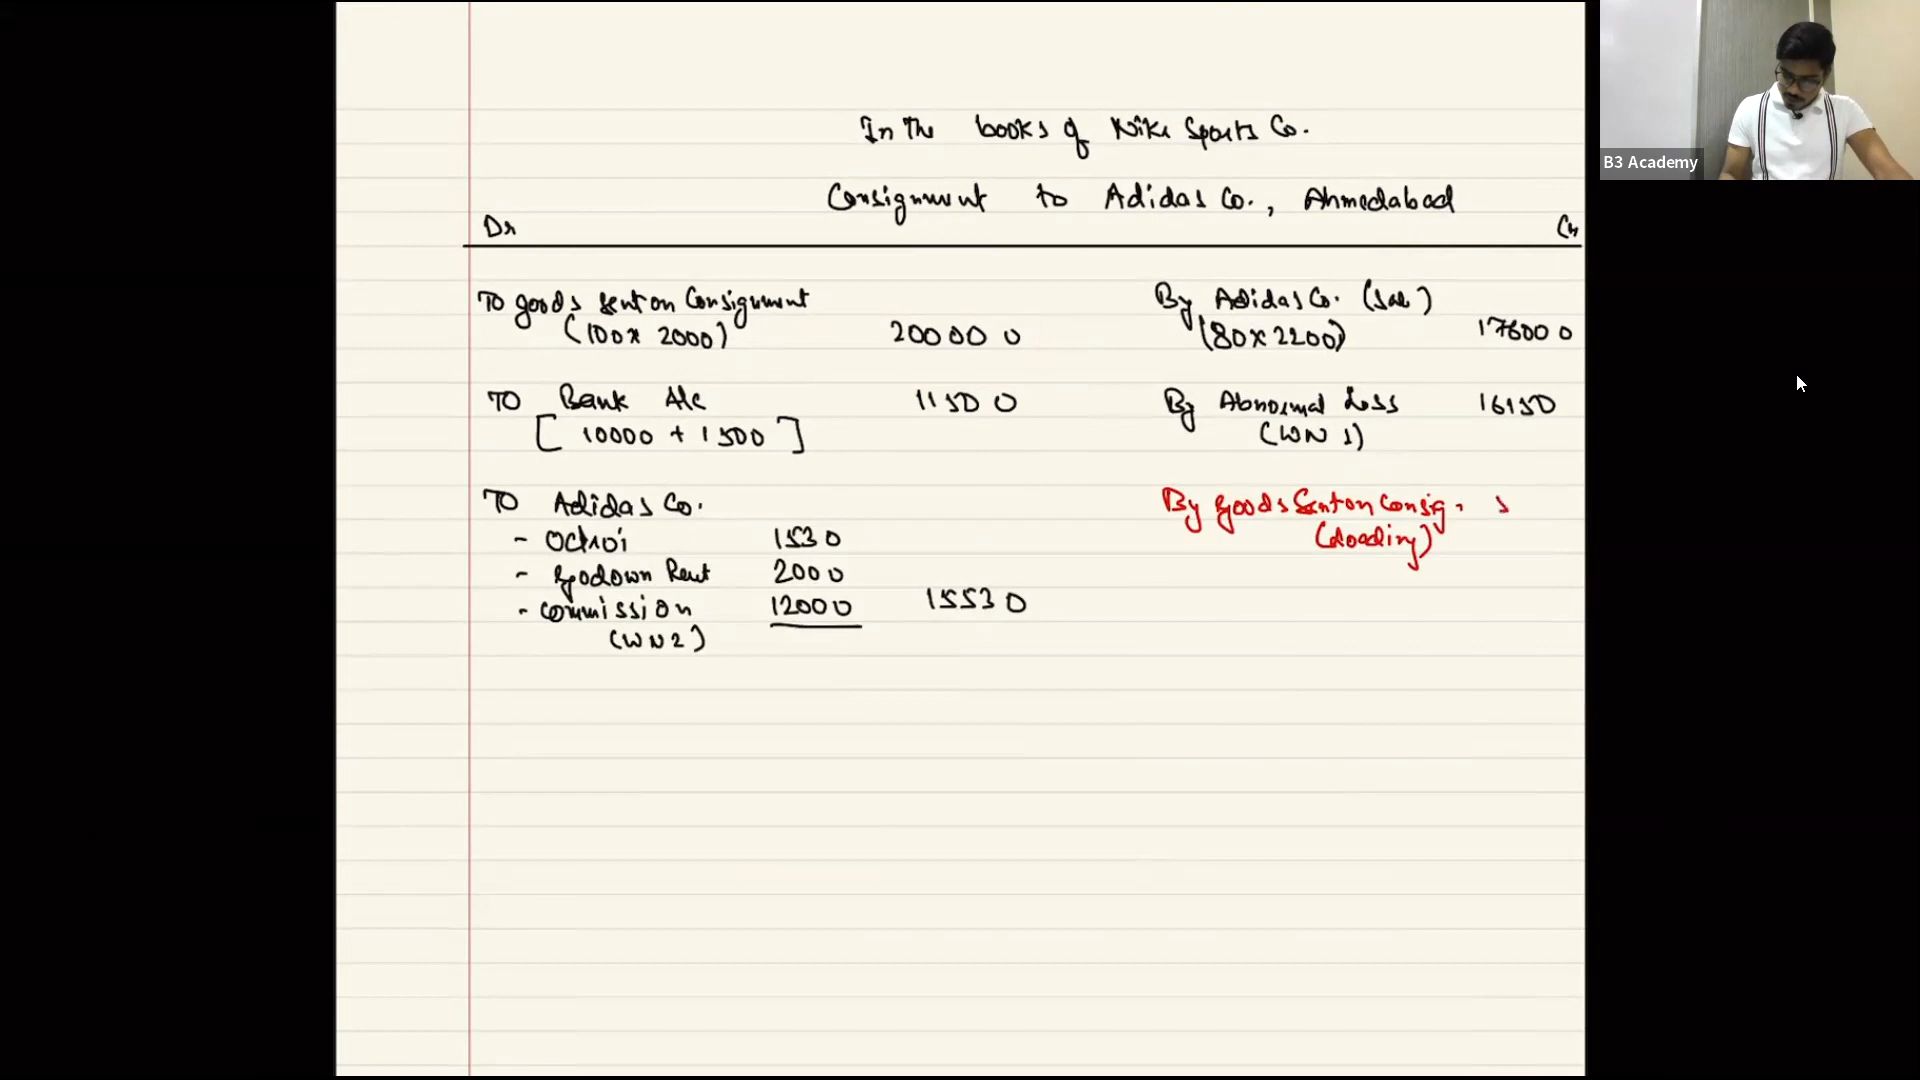 In The books of Nike Sports Co.
Consignment to Adidas Co., Ahmedabad
Dr Cr
To goods sent on Consignment
(100x 2000) 200000
TO Bank A/c 11500
[10000 + 1500]
TO Adidas Co.
- Octroi 1530
- Godown Rent 2000
- Commission 12000 15530
(WN2)
By Adidas Co. (sale)
(80x2200) 176000
By Abnormal Loss 16150
(WN 1)
By Goods Sent on Consig.
(Loading)
B3 Academy